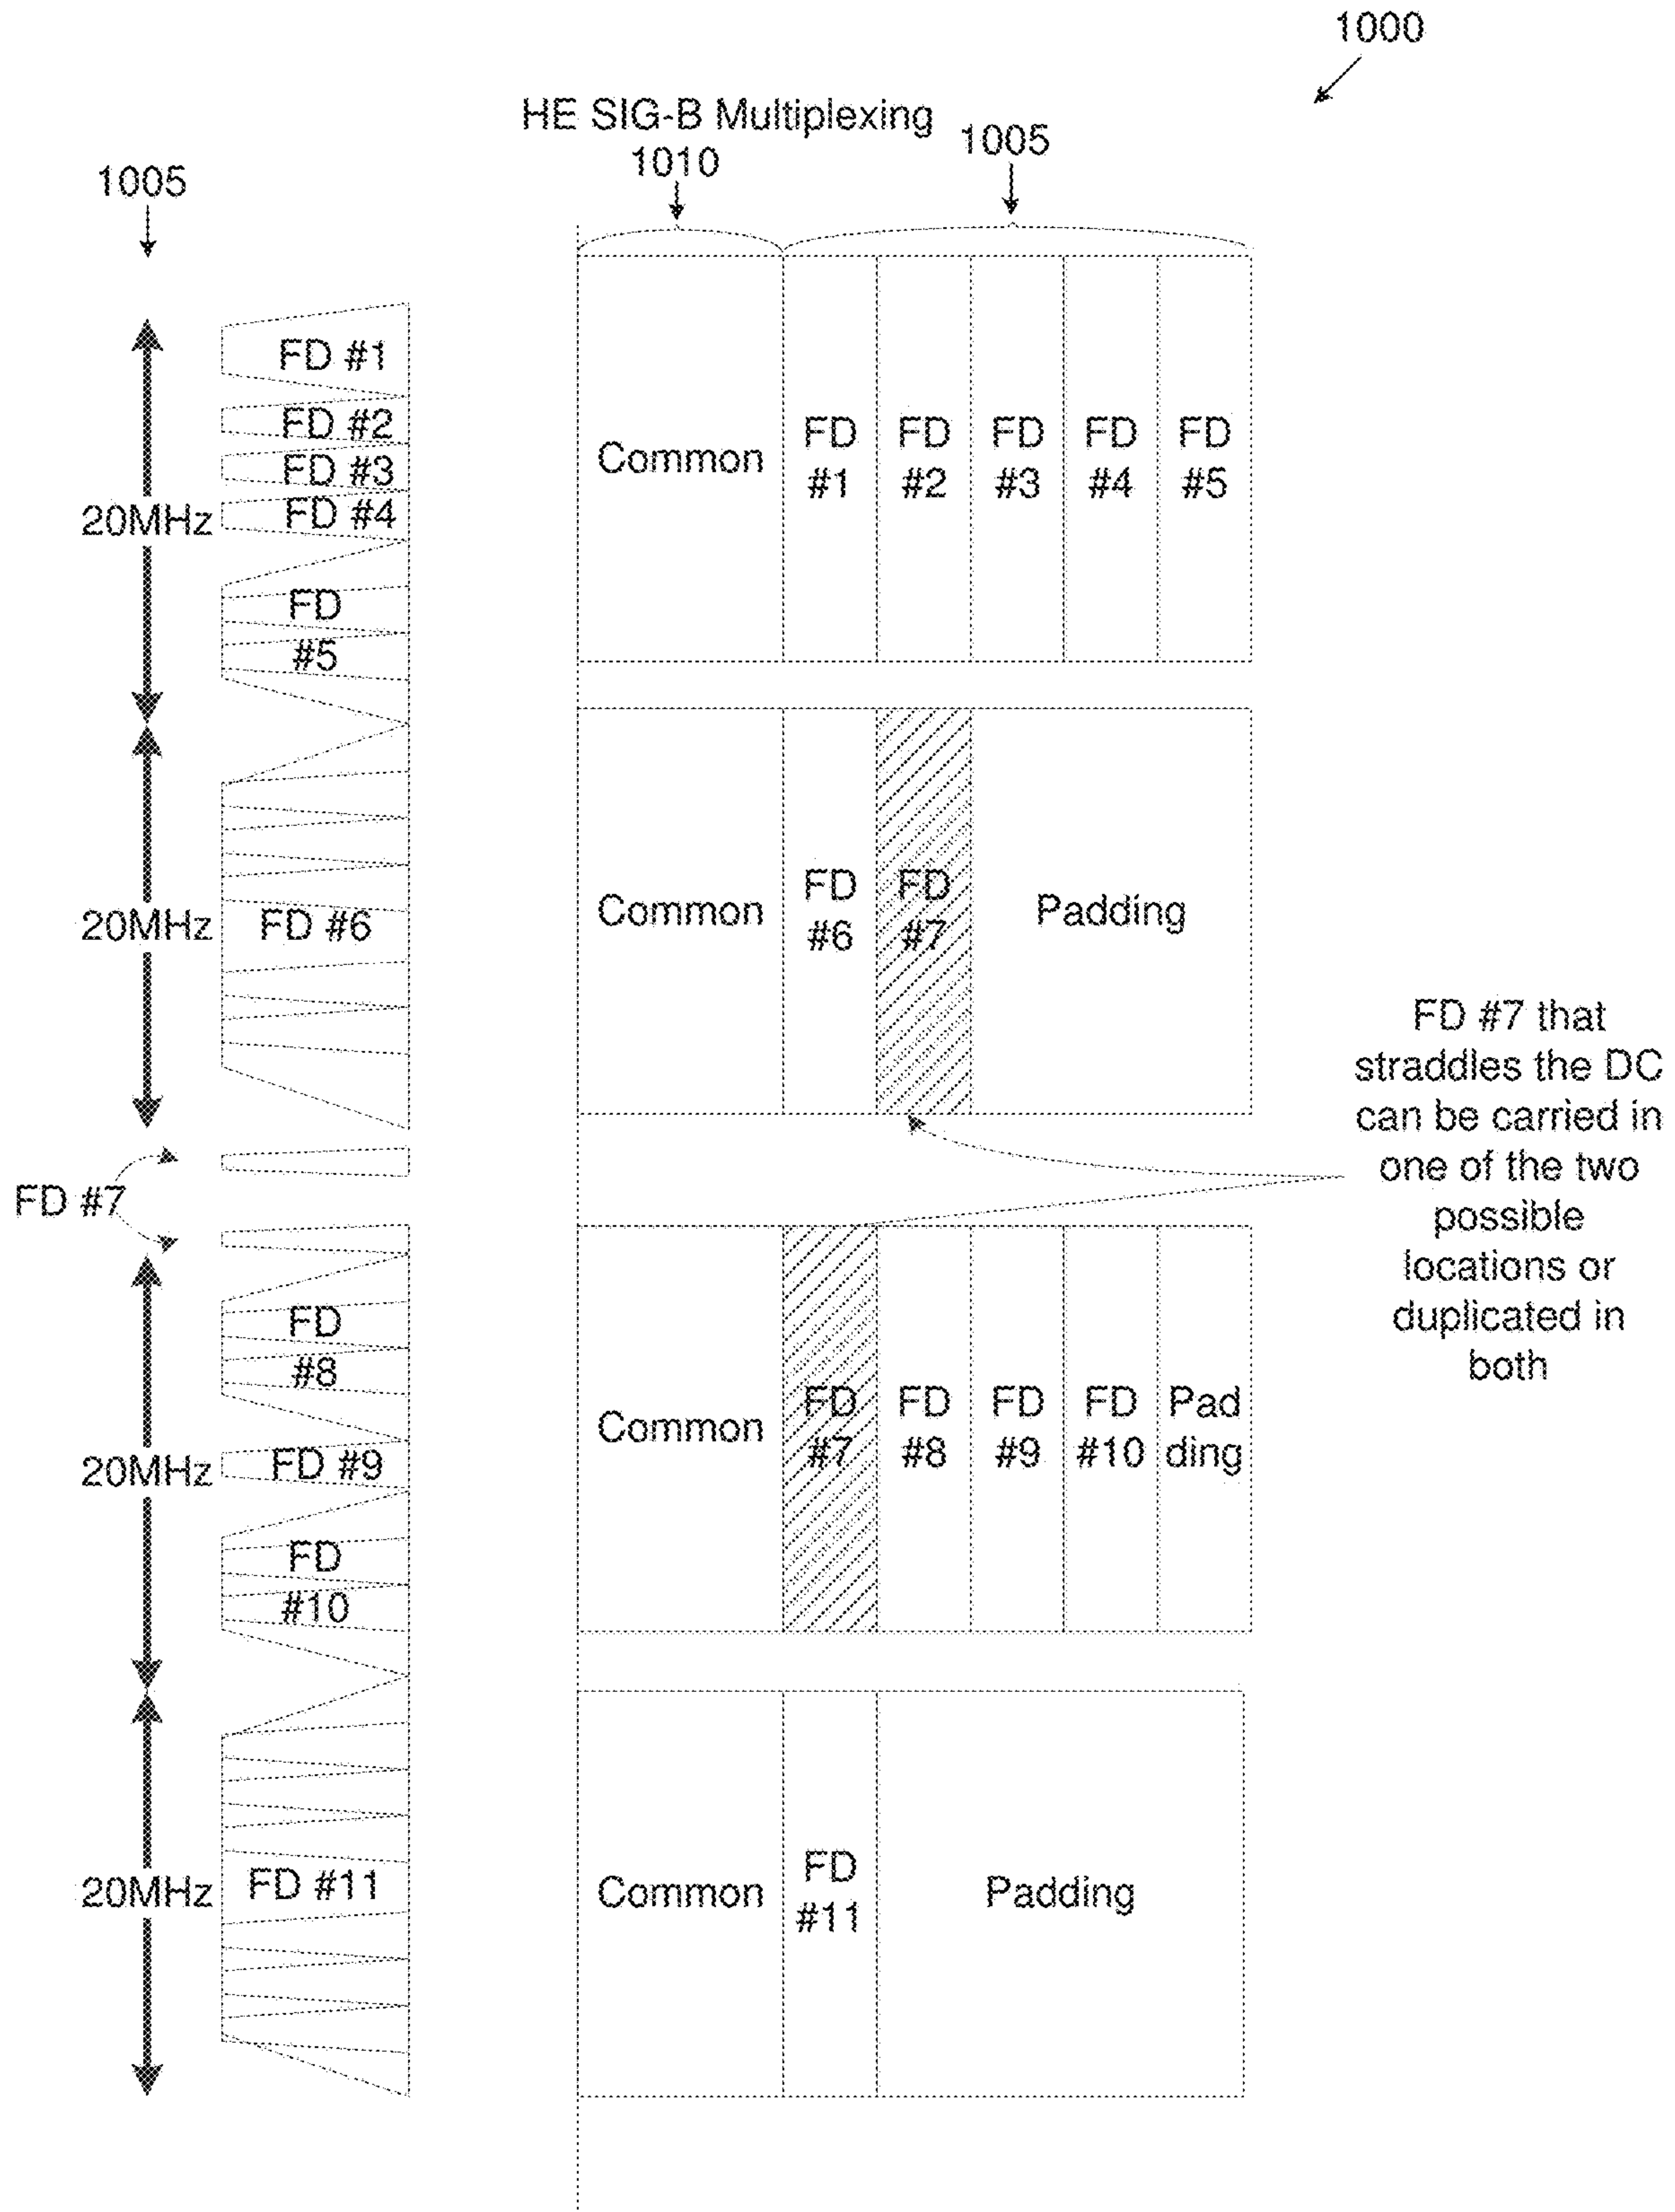 1000
HE SIG-B Multiplexing
1010
1005
1005
FD #1
FD #2
FD #3
FD #4
20MHz
FD
#5
Common
FD
#1
FD
#2
FD
#3
FD
#4
FD
#5
20MHz
FD #6
Common
FD
#6
FD
#7
Padding
FD #7
FD #7 that
straddles the DC
can be carried in
one of the two
possible
locations or
duplicated in
both
FD
#8
20MHz
FD #9
FD
#10
Common
FD
#7
FD
#8
FD
#9
FD
#10
Pad
ding
20MHz
FD #11
Common
FD
#11
Padding